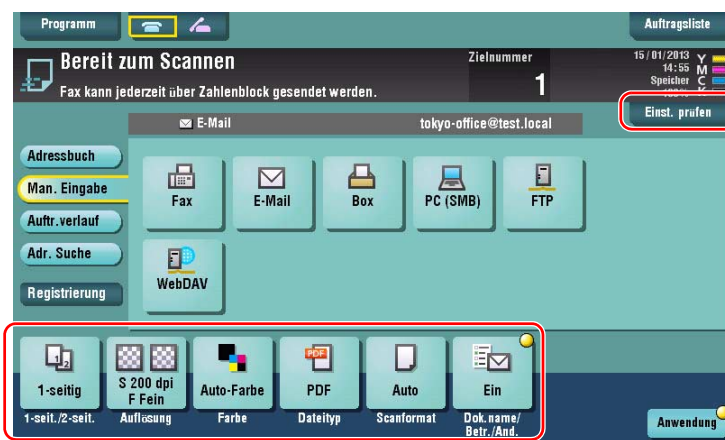 Programm
Auftragsliste
Bereit zum Scannen
Zielnummer
15/01/2013
14:55
Speicher
Y
M
C
K
Fax kann jederzeit über Zahlenblock gesendet werden.
1
100%
Einst. prüfen
E-Mail
tokyo-office@test.local
Adressbuch
Man. Eingabe
Auftr.verlauf
Adr. Suche
Registrierung
Fax
E-Mail
Box
PC (SMB)
FTP
WebDAV
PDF
1-seitig
S 200 dpi
F Fein
Auto-Farbe
PDF
Auto
Ein
1-seit./2-seit.
Auflösung
Farbe
Dateityp
Scanformat
Dok.name/
Betr./And.
Anwendung